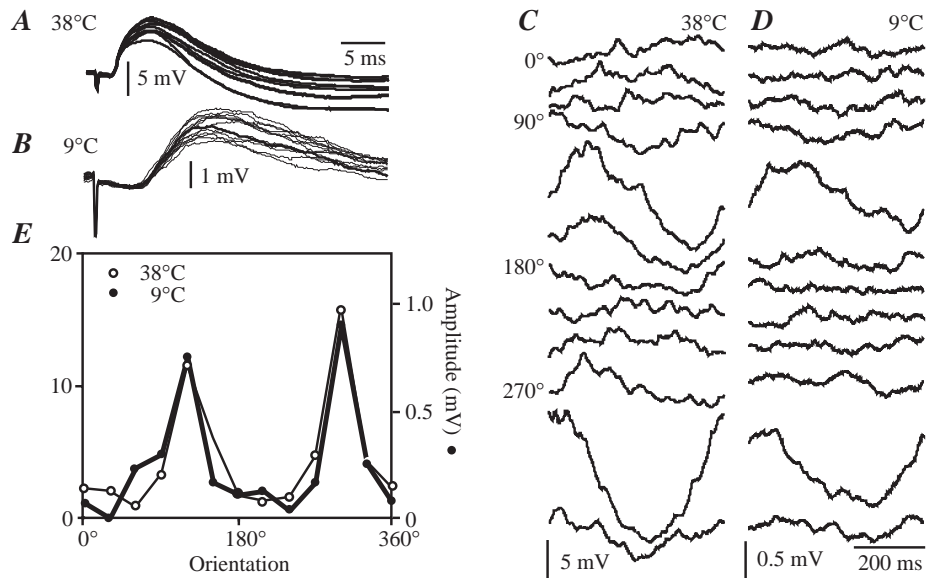 A 38°C
5 ms
5 mV
B 9°C
1 mV
E
20
10
0
38°C
9°C
1.0
0.5
0
Amplitude (mV)
0° 180° 360°
Orientation
C 38°C
D 9°C
0°
90°
180°
270°
5 mV
0.5 mV
200 ms